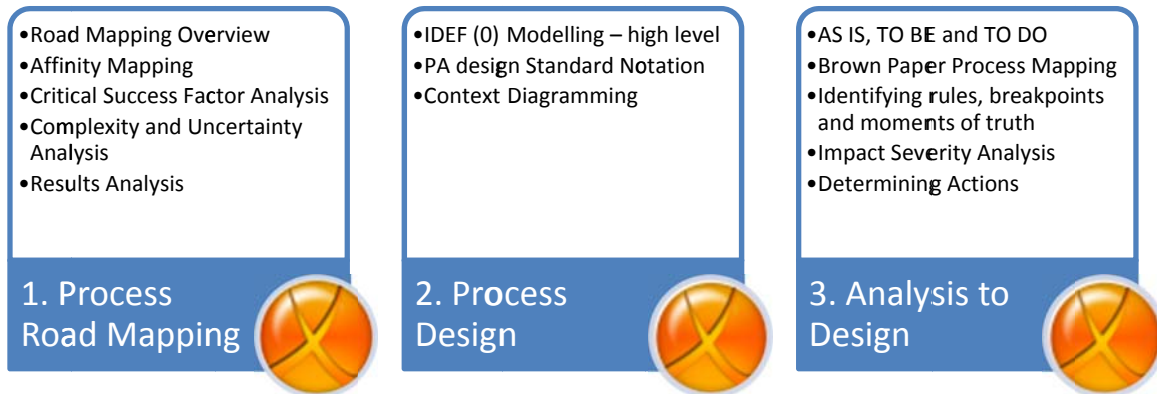 •Road Mapping Overview
•Affinity Mapping
•Critical Success Factor Analysis
•Complexity and Uncertainty
Analysis
•Results Analysis
1. Process
Road Mapping
•IDEF (0) Modelling – high level
•PA design Standard Notation
•Context Diagramming
2. Process
Design
•AS IS, TO BE and TO DO
•Brown Paper Process Mapping
•Identifying rules, breakpoints
and moments of truth
•Impact Severity Analysis
•Determining Actions
3. Analysis to
Design